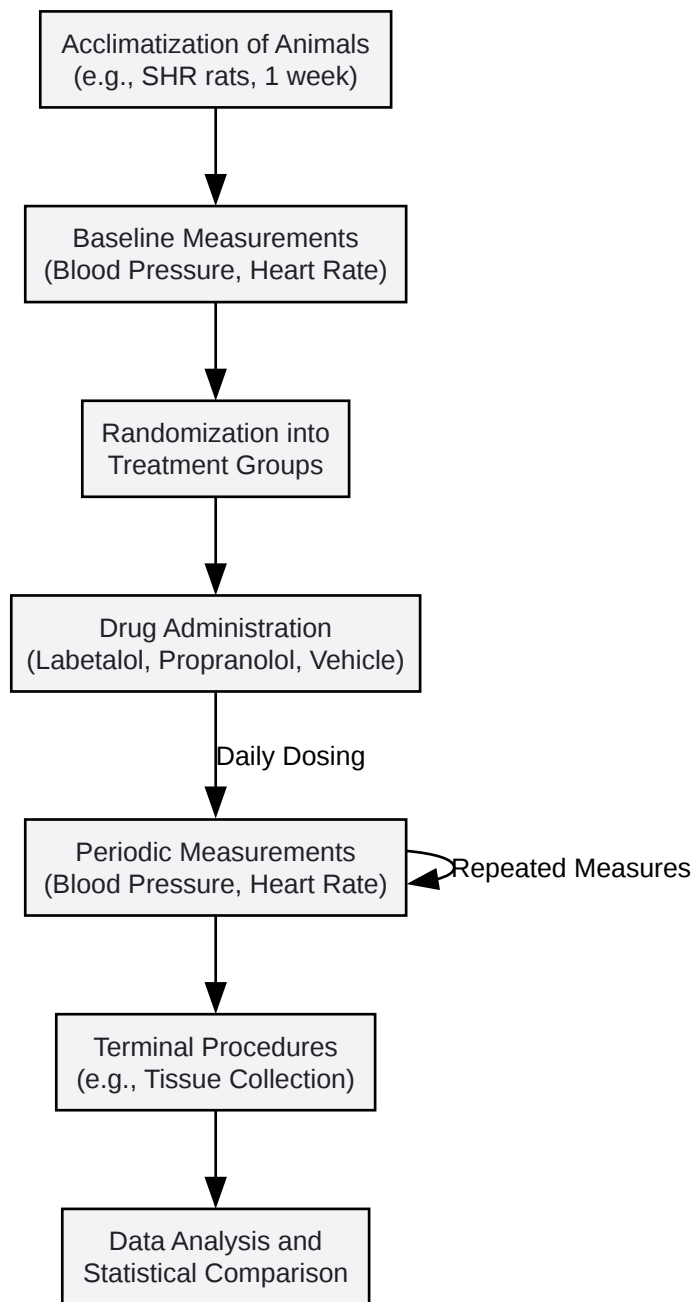 Acclimatization of Animals
(e.g., SHR rats, 1 week)
Baseline Measurements
(Blood Pressure, Heart Rate)
Randomization into
Treatment Groups
Drug Administration
(Labetalol, Propranolol, Vehicle)
Daily Dosing
Periodic Measurements
(Blood Pressure, Heart Rate)
Repeated Measures
Terminal Procedures
(e.g., Tissue Collection)
Data Analysis and
Statistical Comparison